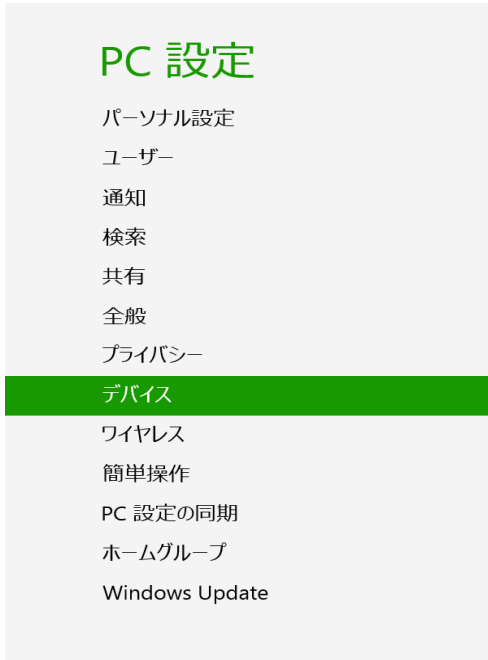 PC 設定
パーソナル設定
ユーザー
通知
検索
共有
全般
プライバシー
デバイス
ワイヤレス
簡単操作
PC 設定の同期
ホームグループ
Windows Update